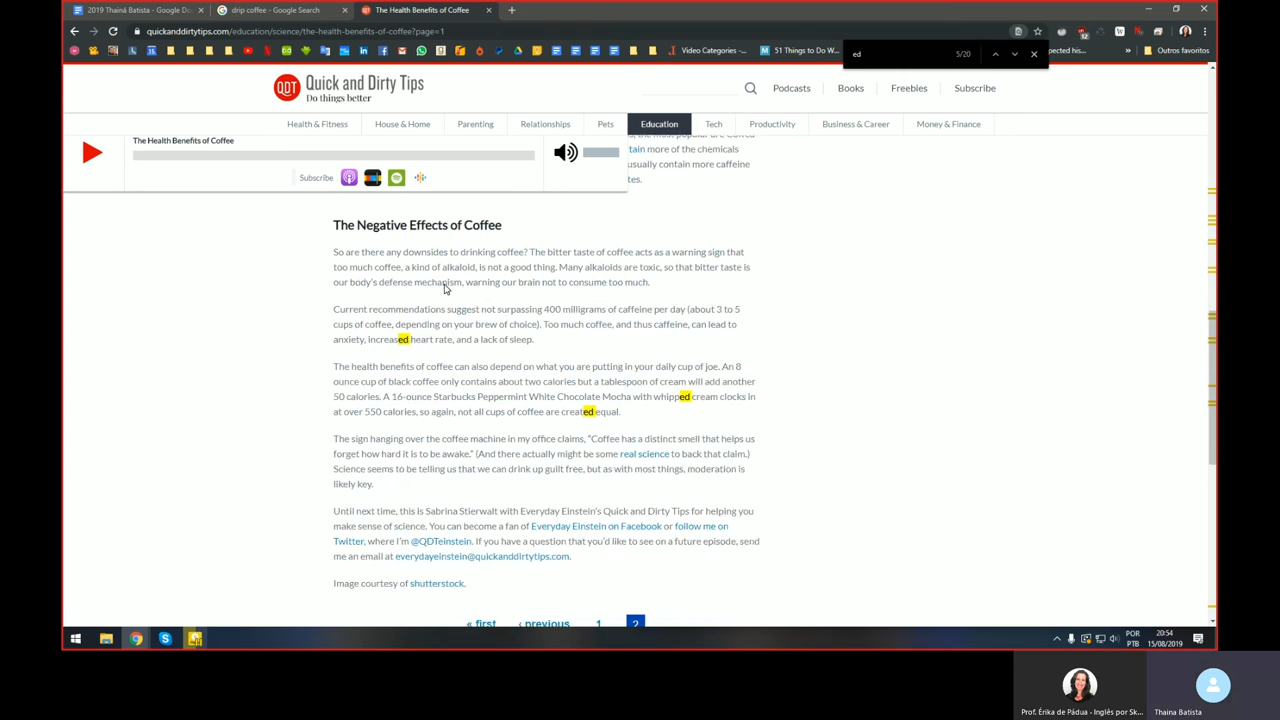 2019 Thainá Batista - Google Do
drip coffee - Google Search
The Health Benefits of Coffee
quickanddirtytips.com/education/science/the-health-benefits-of-coffee?page=1
Video Categories -...
51 Things to Do W...
pected his...
Outros favoritos
ed
5/20
QDT Quick and Dirty Tips
Do things better
Podcasts
Books
Freebies
Subscribe
Health & Fitness
House & Home
Parenting
Relationships
Pets
Education
Tech
Productivity
Business & Career
Money & Finance
The Health Benefits of Coffee
Subscribe
tain more of the chemicals
usually contain more caffeine
tes.
The Negative Effects of Coffee
So are there any downsides to drinking coffee? The bitter taste of coffee acts as a warning sign that
too much coffee, a kind of alkaloid, is not a good thing. Many alkaloids are toxic, so that bitter taste is
our body's defense mechanism, warning our brain not to consume too much.
Current recommendations suggest not surpassing 400 milligrams of caffeine per day (about 3 to 5
cups of coffee, depending on your brew of choice). Too much coffee, and thus caffeine, can lead to
anxiety, increased heart rate, and a lack of sleep.
The health benefits of coffee can also depend on what you are putting in your daily cup of joe. An 8
ounce cup of black coffee only contains about two calories but a tablespoon of cream will add another
50 calories. A 16-ounce Starbucks Peppermint White Chocolate Mocha with whipped cream clocks in
at over 550 calories, so again, not all cups of coffee are created equal.
The sign hanging over the coffee machine in my office claims, “Coffee has a distinct smell that helps us
forget how hard it is to be awake.” (And there actually might be some real science to back that claim.)
Science seems to be telling us that we can drink up guilt free, but as with most things, moderation is
likely key.
Until next time, this is Sabrina Stierwalt with Everyday Einstein's Quick and Dirty Tips for helping you
make sense of science. You can become a fan of Everyday Einstein on Facebook or follow me on
Twitter, where I'm @QDTeinstein. If you have a question that you'd like to see on a future episode, send
me an email at everydayeinstein@quickanddirtytips.com.
Image courtesy of shutterstock.
« first
‹ previous
1
2
POR
PTB
20:54
15/08/2019
Prof. Érika de Pádua - Inglês por Sk...
Thaina Batista